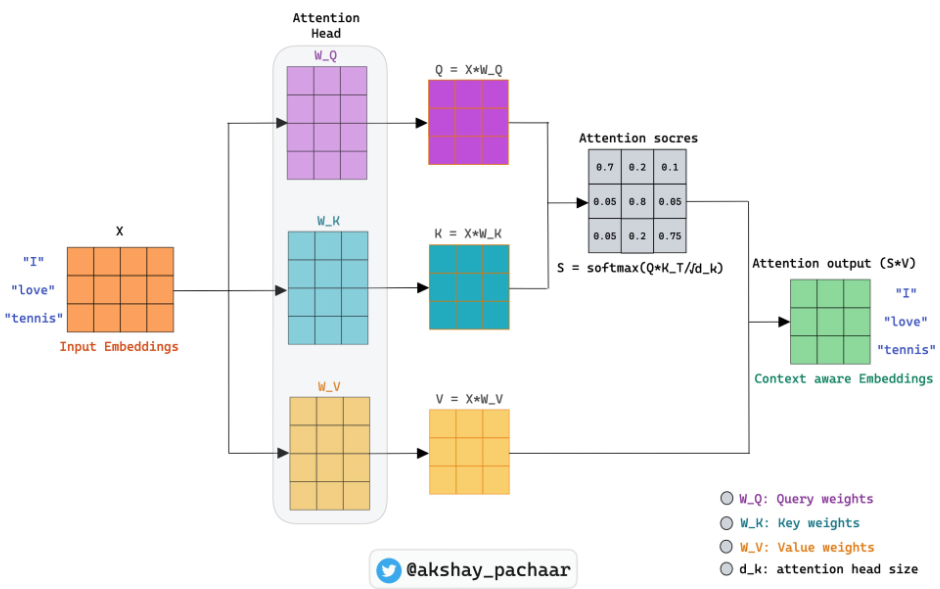 Attention
Head
W_Q
Q = X*W_Q
Attention socres
0.7 0.2 0.1
0.05 0.8 0.05
0.05 0.2 0.75
S = softmax(Q*K_T/√d_k)
X
"I"
"love"
"tennis"
Input Embeddings
W_K
K = X*W_K
Attention output (S*V)
"I"
"love"
"tennis"
Context aware Embeddings
W_V
V = X*W_V
W_Q: Query weights
W_K: Key weights
W_V: Value weights
d_k: attention head size
@akshay_pachaar